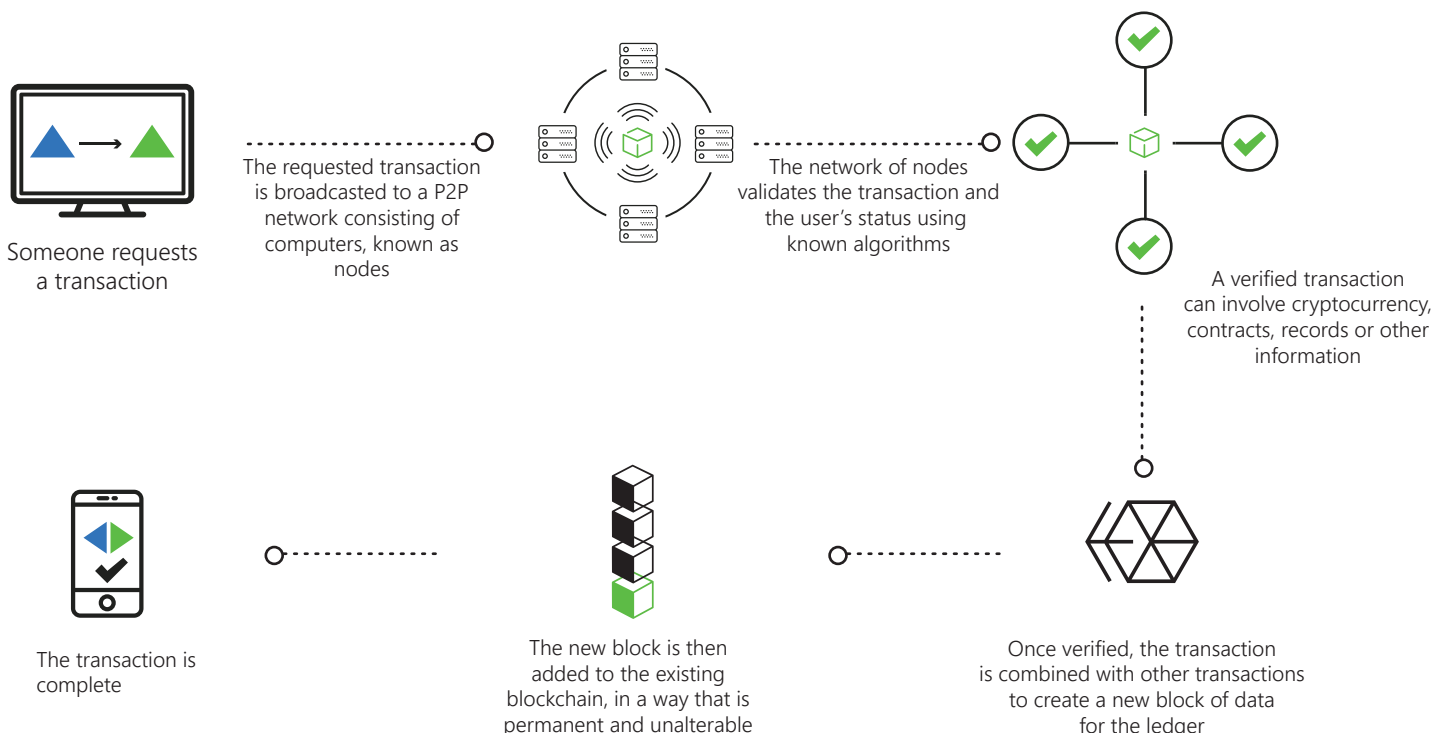 Someone requests
a transaction
The requested transaction
is broadcasted to a P2P
network consisting of
computers, known as
nodes
The network of nodes
validates the transaction and
the user’s status using
known algorithms
A verified transaction
can involve cryptocurrency,
contracts, records or other
information
Once verified, the transaction
is combined with other transactions
to create a new block of data
for the ledger
The new block is then
added to the existing
blockchain, in a way that is
permanent and unalterable
The transaction is
complete